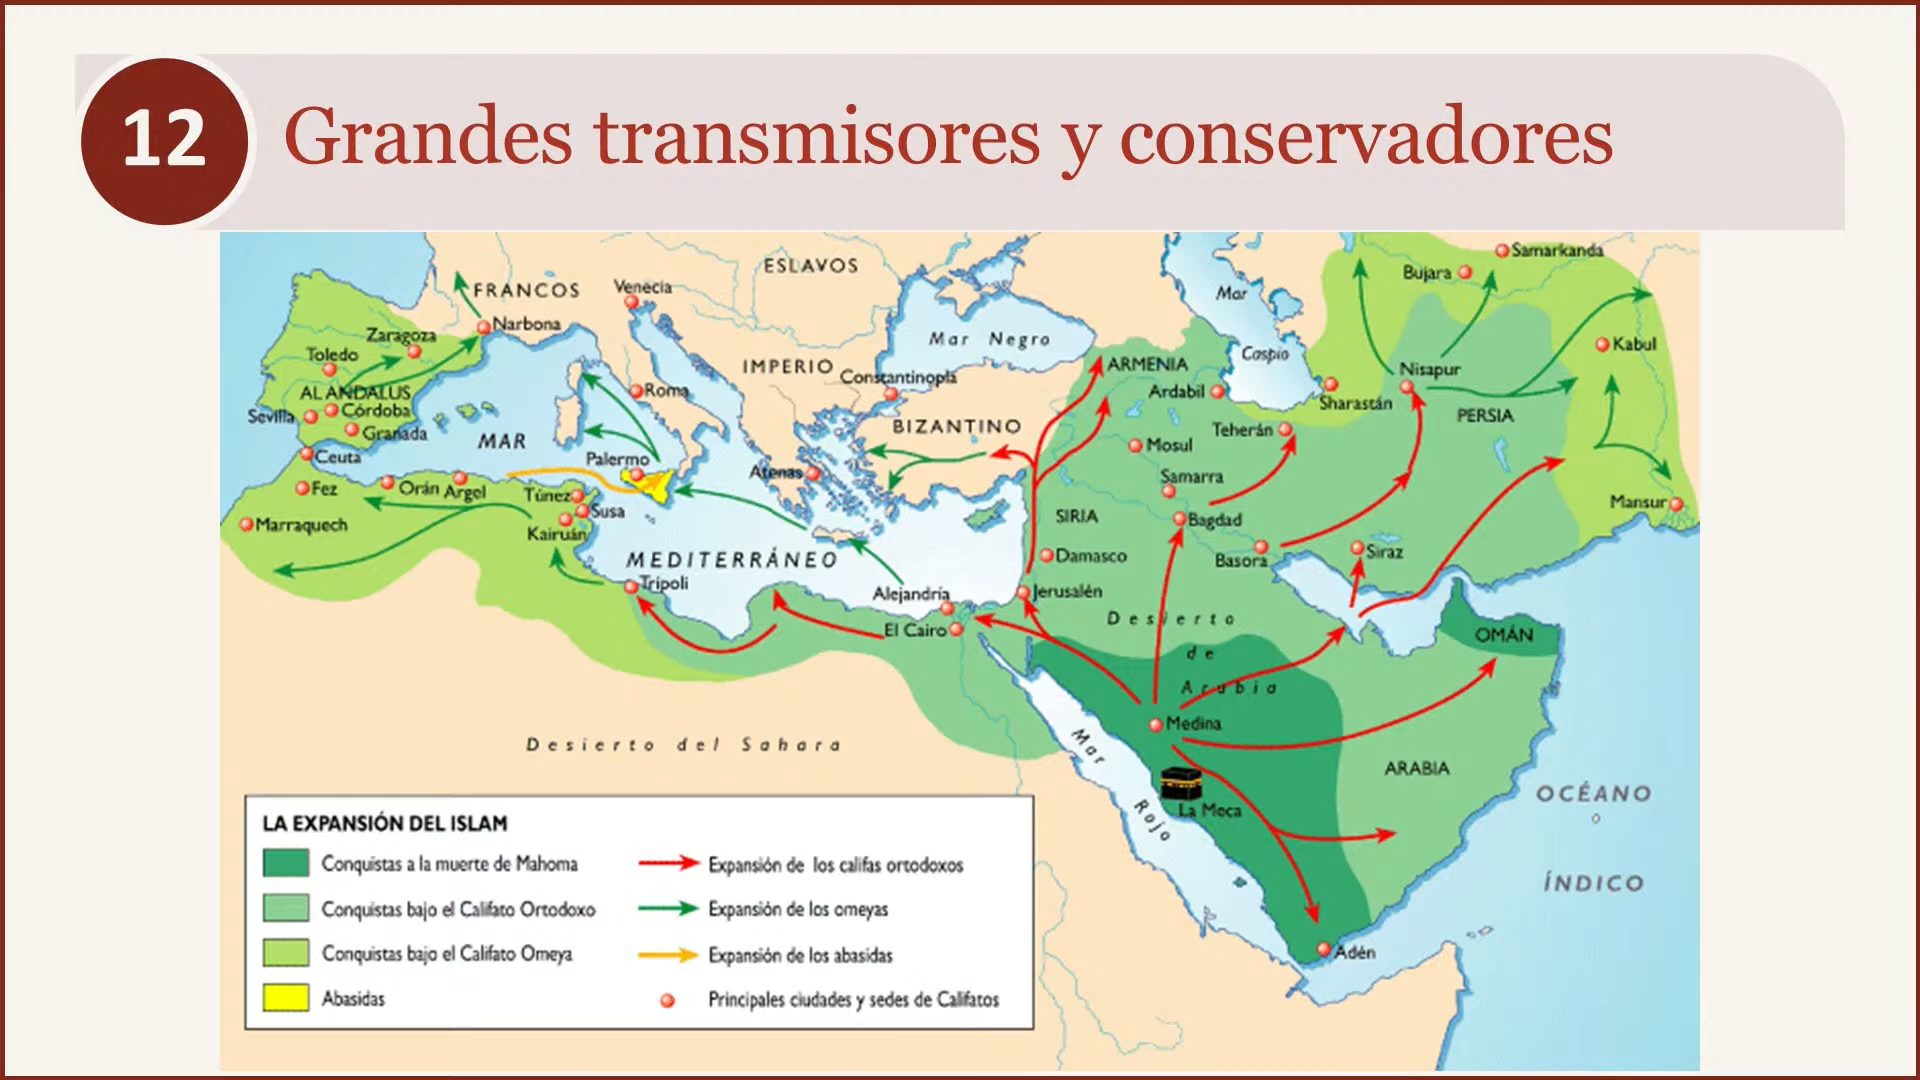 12
Grandes transmisores y conservadores
Samarkanda
ESLAVOS
Bujara
Venecia
FRANCOS
Mar
Narbona
Zaragoza
Mar Negro
Kabul
Toledo
Caspio
IMPERIO
ARMENIA
Nisapur
Constantinopla
AL ANDALUS
Roma
Ardabil
Sharastán
Sevilla
Córdoba
PERSIA
Granada
BIZANTINO
Teherán
MAR
Mosul
Ceuta
Palermo
Atenas
Samarra
Fez
Orán
Argel
Túnez
Mansur
Susa
SIRIA
Bagdad
Marraquech
Kairuán
Damasco
Basora
Siraz
MEDITERRÁNEO
Trípoli
Alejandría
Jerusalén
El Cairo
Desierto
de
Arabia
OMÁN
Medina
Desierto del Sahara
Mar
Rojo
ARABIA
La Meca
OCÉANO
ÍNDICO
Adén
LA EXPANSIÓN DEL ISLAM
Conquistas a la muerte de Mahoma
Expansión de los califas ortodoxos
Conquistas bajo el Califato Ortodoxo
Expansión de los omeyas
Conquistas bajo el Califato Omeya
Expansión de los abasidas
Abasidas
Principales ciudades y sedes de Califatos